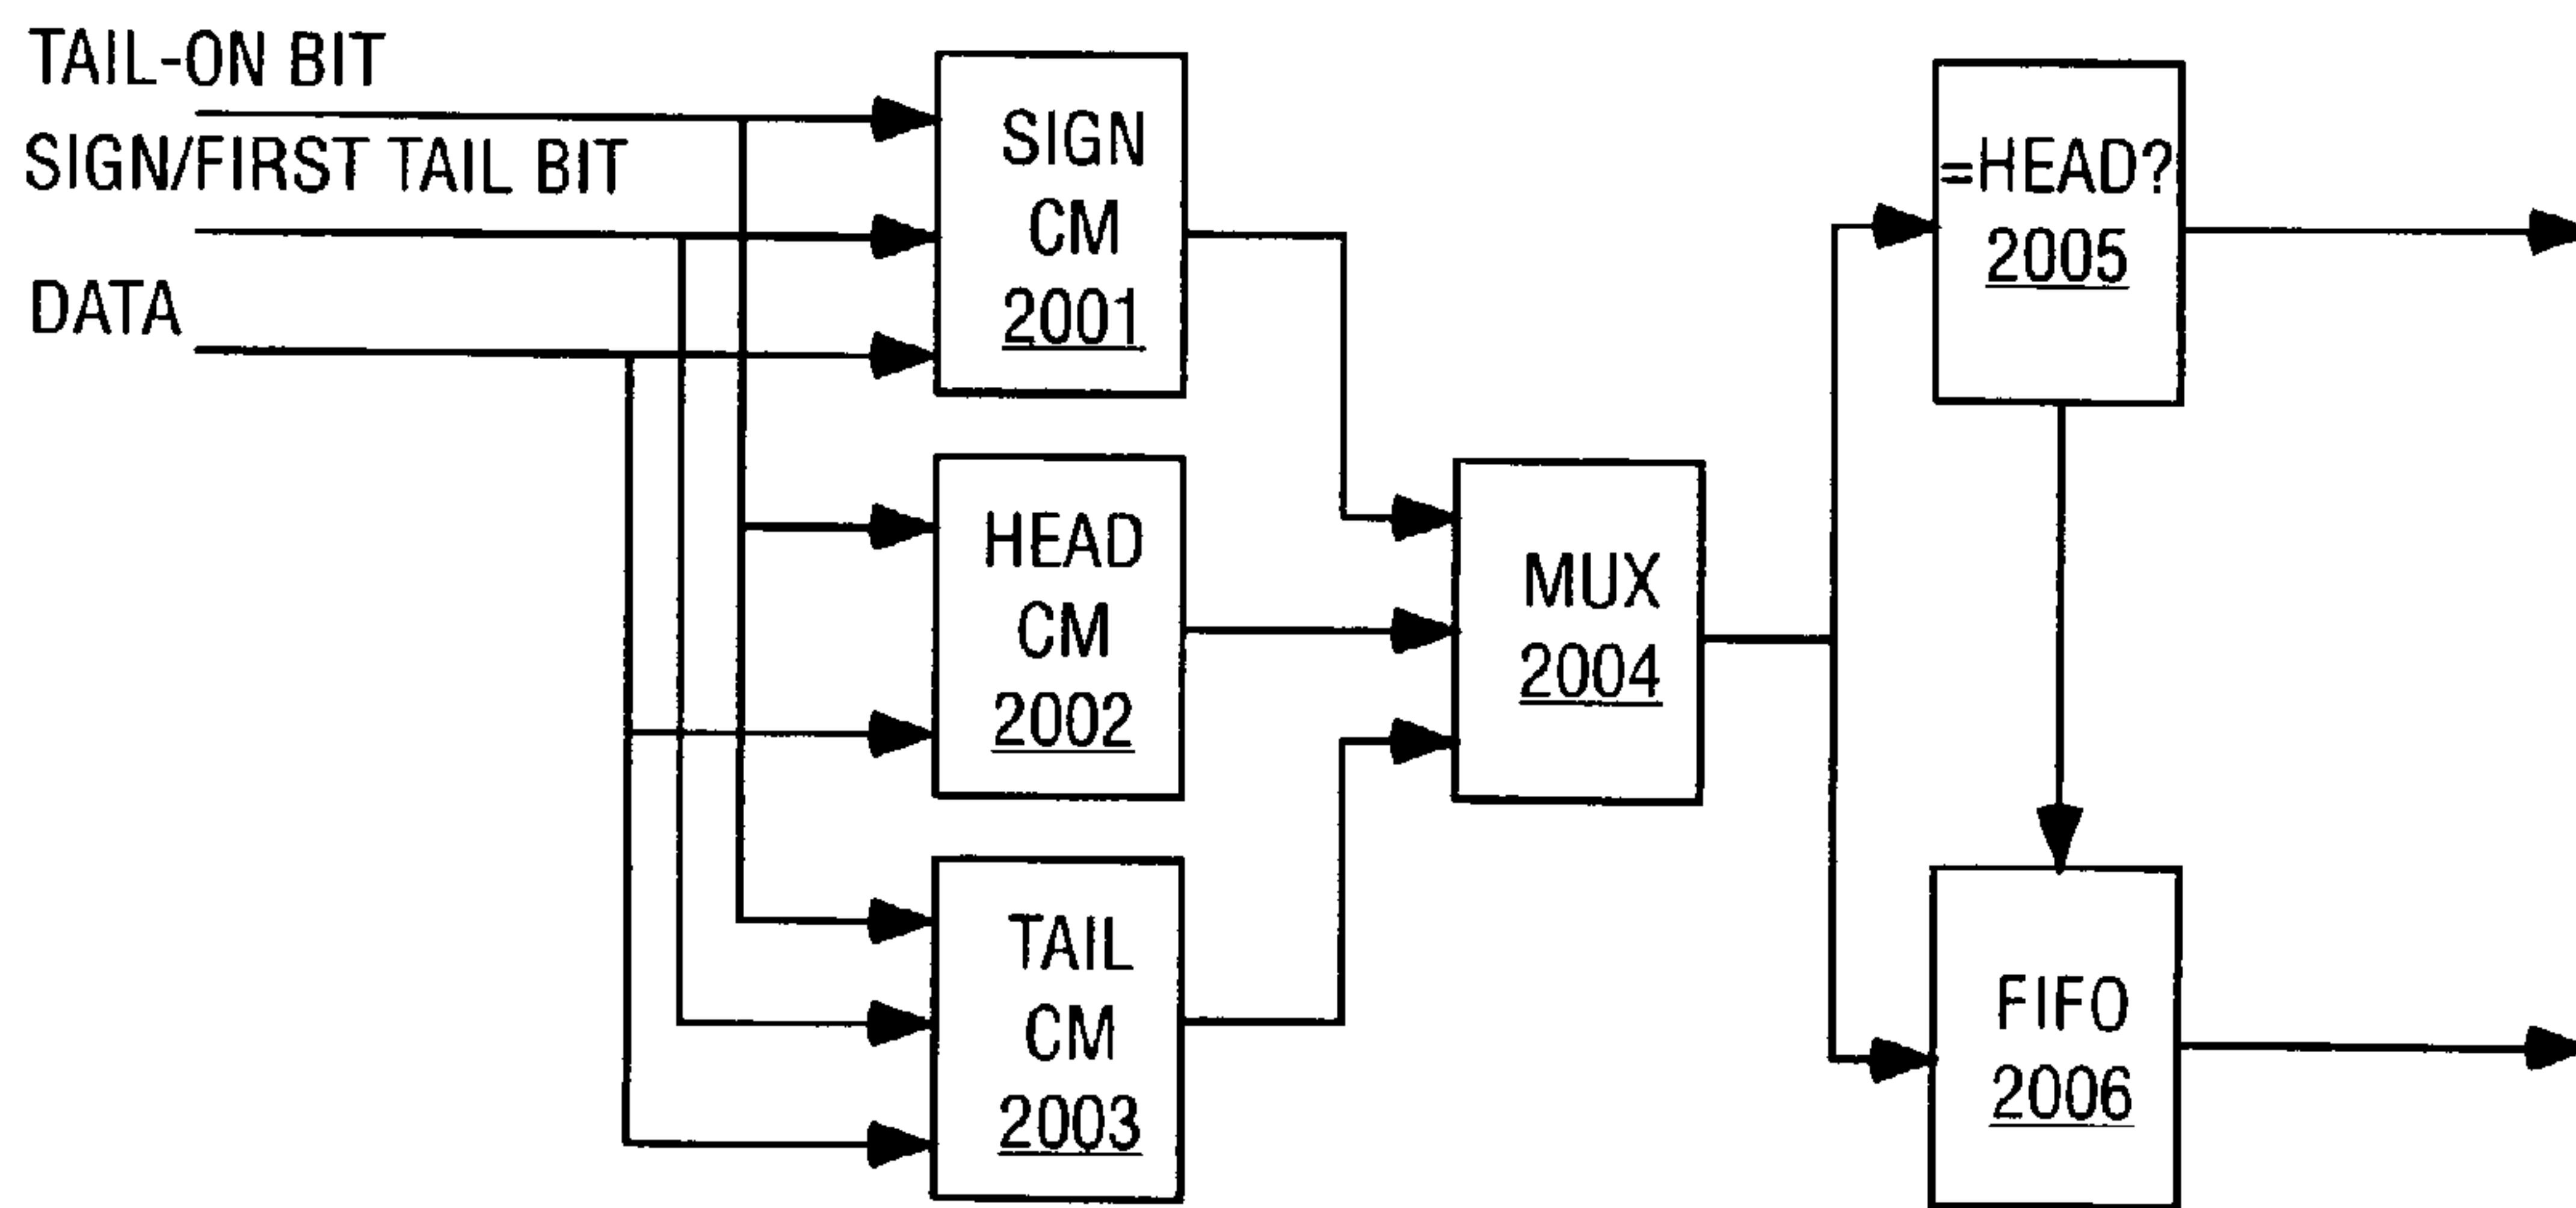 TAIL-ON BIT
SIGN/FIRST TAIL BIT
DATA
SIGN
CM
2001
HEAD
CM
2002
TAIL
CM
2003
MUX
2004
=HEAD?
2005
FIFO
2006